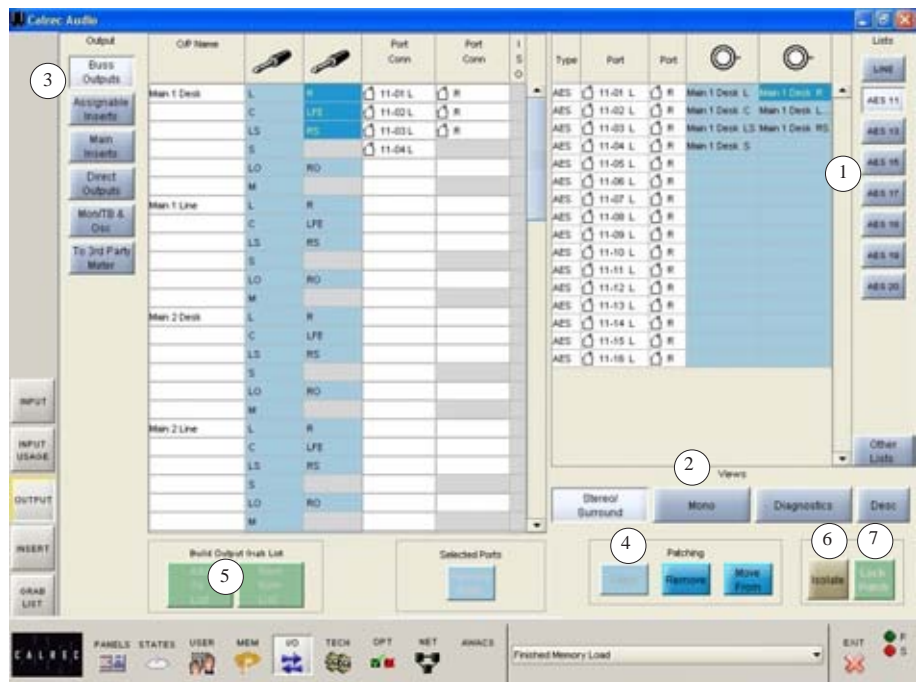 Calrec Audio
Output
3
Buss Outputs
Assignable Inserts
Main Inserts
Direct Outputs
Mon/TB & Osc
To 3rd Party Meter
INPUT
INPUT USAGE
OUTPUT
INSERT
GRAB LIST
O/P Name Port Conn Port Conn I S O
Main 1 Desk L R 11-01 L R
C LFE 11-02 L R
LS RS 11-03 L R
S 11-04 L
LO RO
M
Main 1 Line L R
C LFE
LS RS
S
LO RO
M
Main 2 Desk L R
C LFE
LS RS
S
LO RO
M
Main 2 Line L R
C LFE
LS RS
S
LO RO
M
Type Port Port
AES 11-01 L R Main 1 Desk L Main 1 Desk R
AES 11-02 L R Main 1 Desk C Main 1 Desk L
AES 11-03 L R Main 1 Desk LS Main 1 Desk RS
AES 11-04 L R Main 1 Desk S
AES 11-05 L R
AES 11-06 L R
AES 11-07 L R
AES 11-08 L R
AES 11-09 L R
AES 11-10 L R
AES 11-11 L R
AES 11-12 L R
AES 11-13 L R
AES 11-14 L R
AES 11-15 L R
AES 11-16 L R
Lists
LINE
AES 11
AES 13
AES 15
1
AES 17
AES 18
AES 19
AES 20
Other Lists
2
Views
Stereo/ Surround
Mono
Diagnostics
Desc
Build Output Grab List
5
List
List
Selected Ports
4
Patching
Remove
Move From
6
7
Isolate
Lock Patch
CALREC
PANELS STATES USER MEM I/O TECH OPT NET AWACS
Finished Memory Load
EXIT
F
S